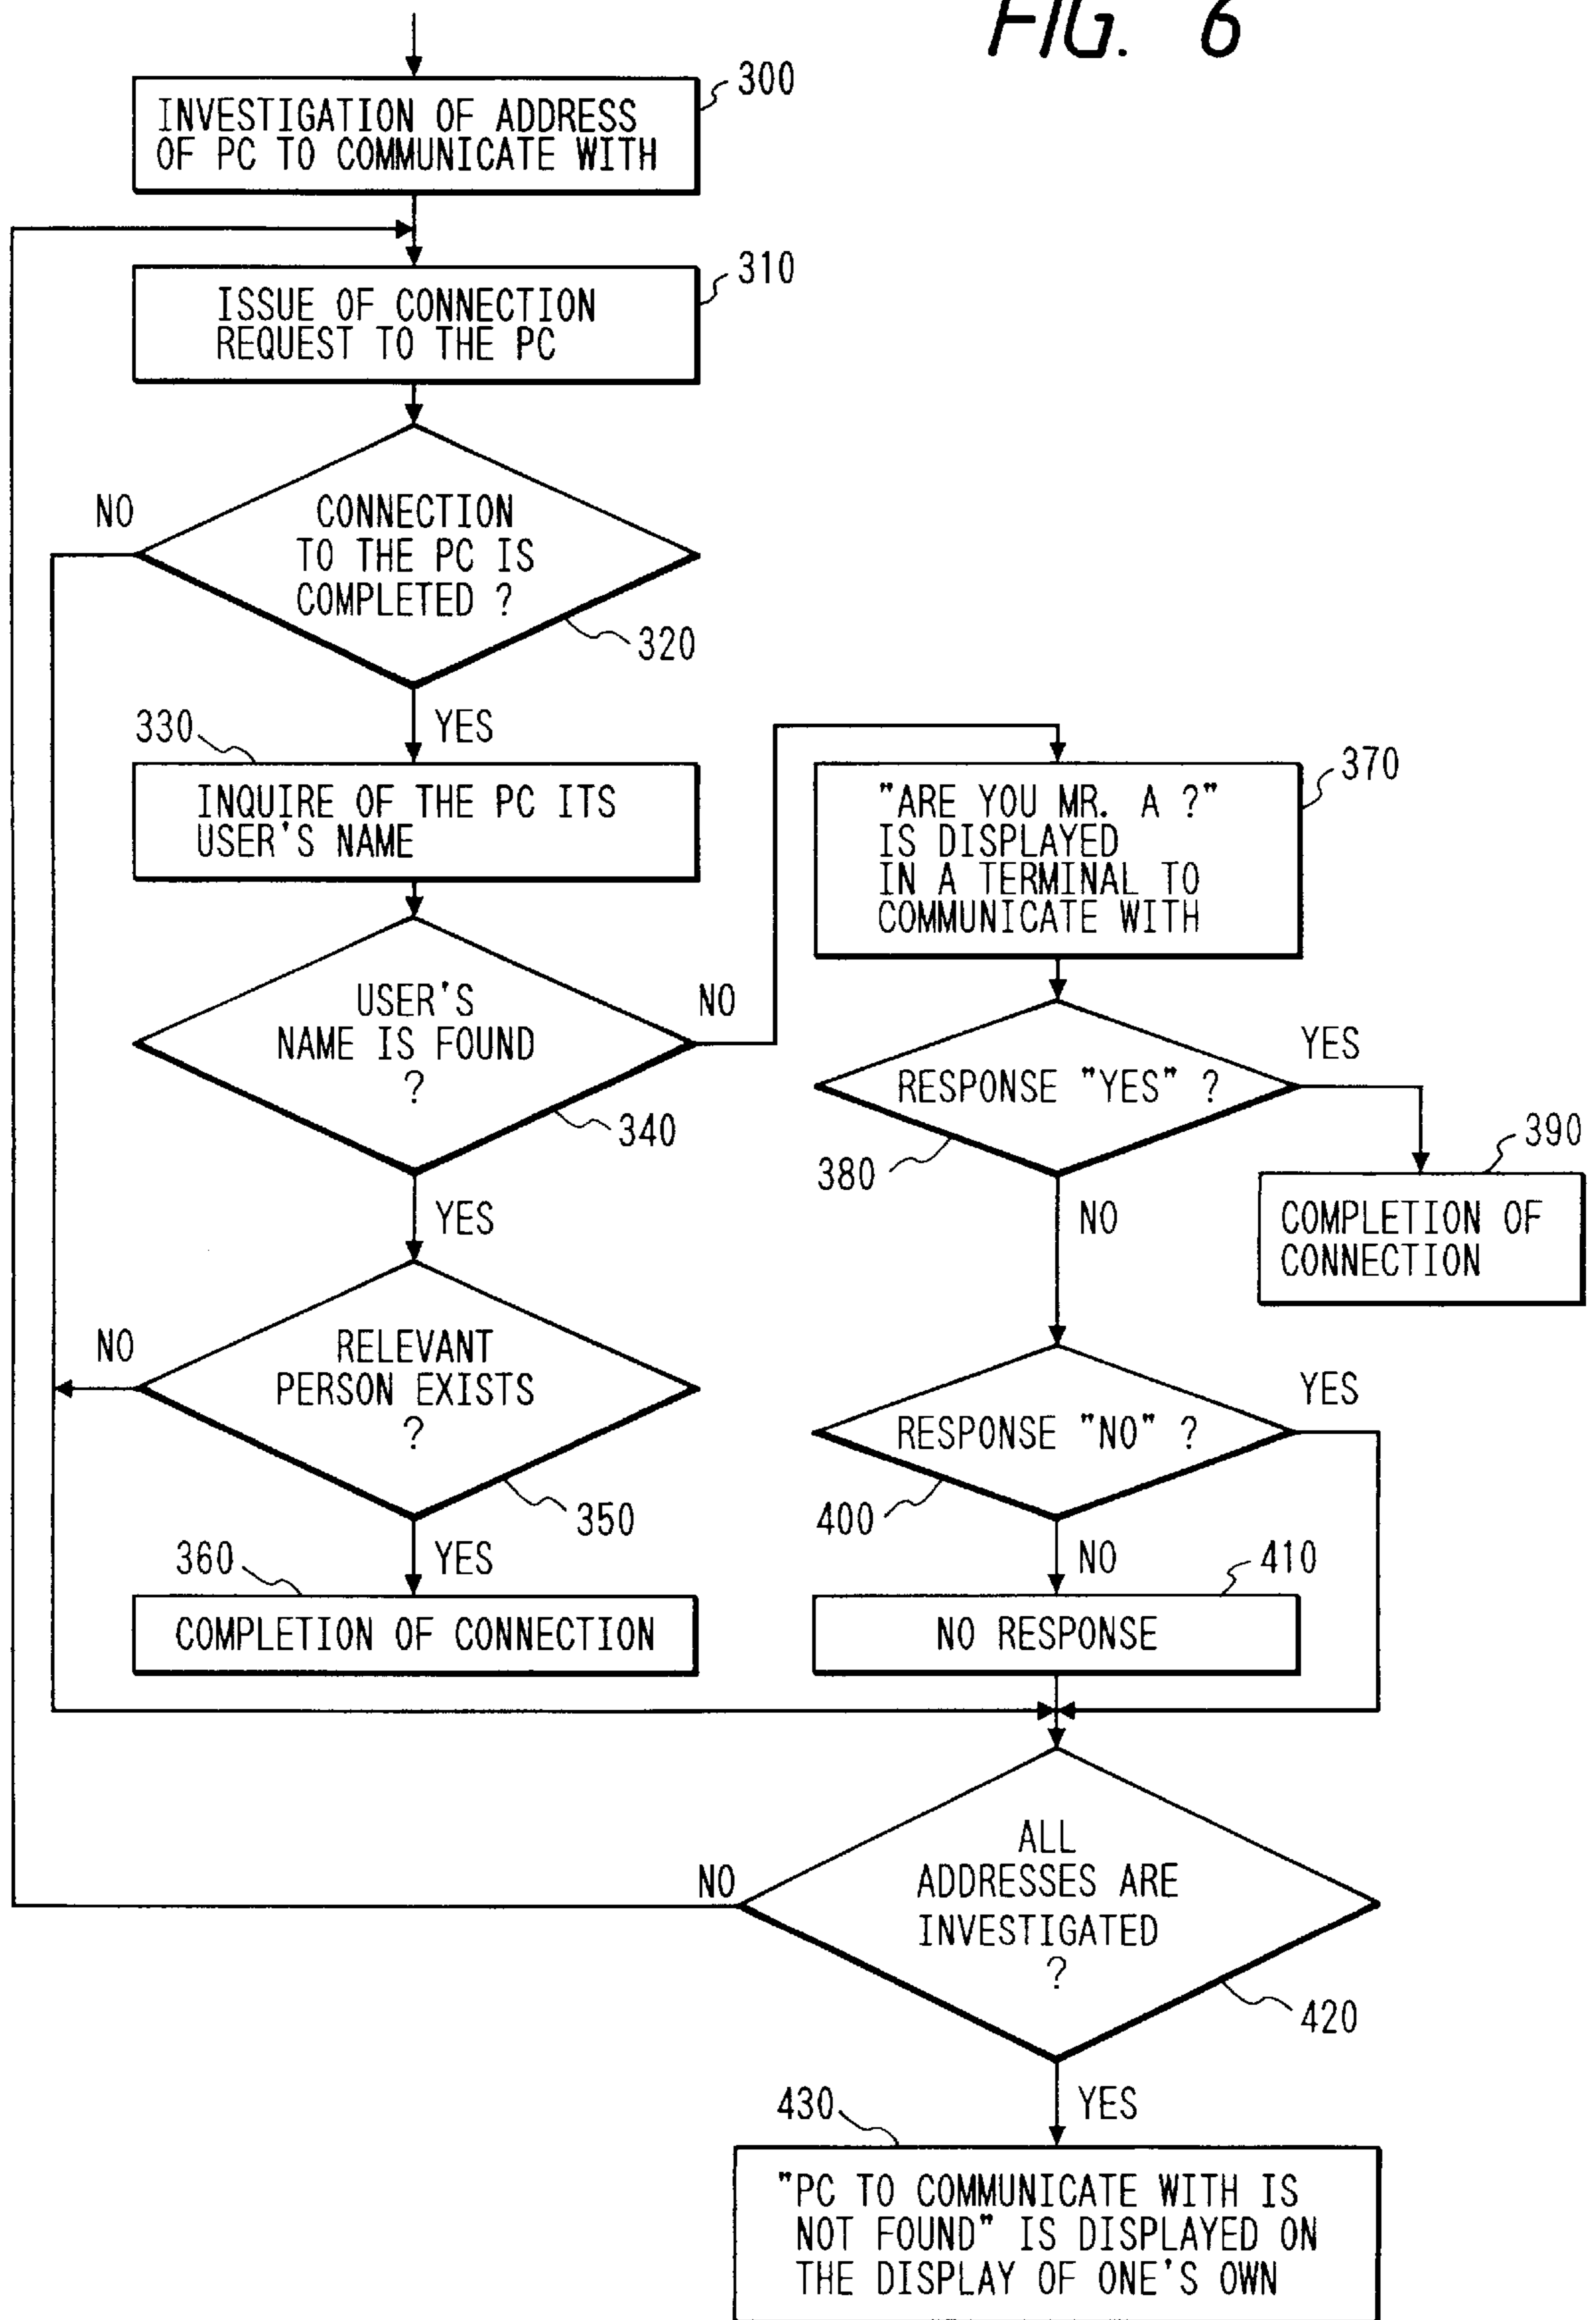 FIG. 6
300
INVESTIGATION OF ADDRESS
OF PC TO COMMUNICATE WITH
310
ISSUE OF CONNECTION
REQUEST TO THE PC
NO
CONNECTION
TO THE PC IS
COMPLETED ?
320
YES
330
INQUIRE OF THE PC ITS
USER'S NAME
USER'S
NAME IS FOUND
?
NO
340
YES
NO
RELEVANT
PERSON EXISTS
?
350
YES
360
COMPLETION OF CONNECTION
370
"ARE YOU MR. A ?"
IS DISPLAYED
IN A TERMINAL TO
COMMUNICATE WITH
YES
RESPONSE "YES" ?
380
390
NO
COMPLETION OF
CONNECTION
YES
RESPONSE "NO" ?
400
NO
410
NO RESPONSE
NO
ALL
ADDRESSES ARE
INVESTIGATED
?
420
YES
430
"PC TO COMMUNICATE WITH IS
NOT FOUND" IS DISPLAYED ON
THE DISPLAY OF ONE'S OWN